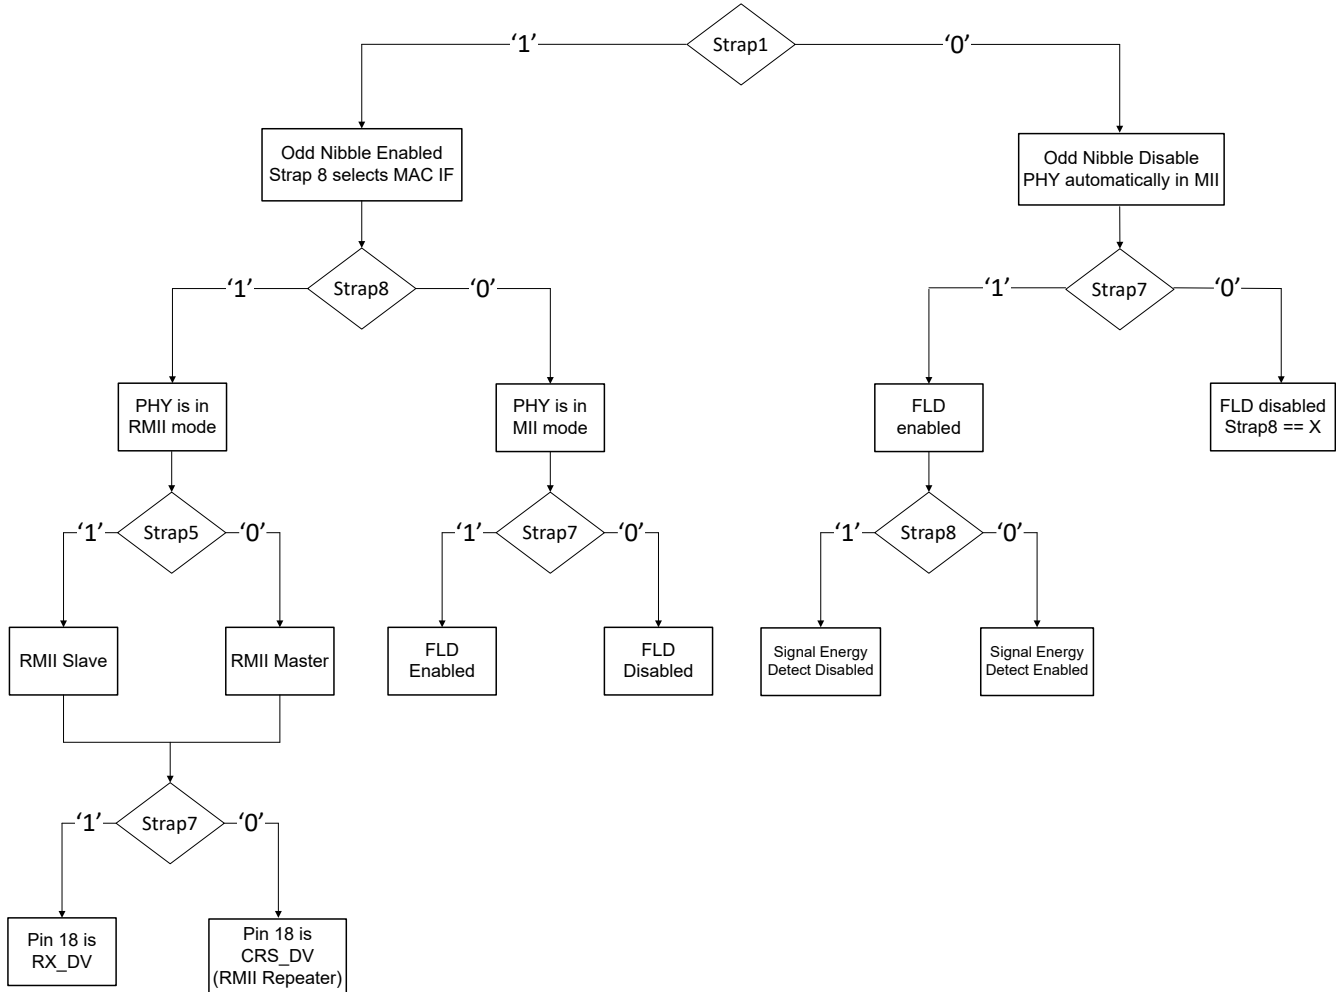 ‘1’
Strap1
‘0’
Odd Nibble Enabled
Strap 8 selects MAC IF
Odd Nibble Disable
PHY automatically in MII
‘1’
Strap8
‘0’
‘1’
Strap7
‘0’
PHY is in
RMII mode
PHY is in
MII mode
FLD
enabled
FLD disabled
Strap8 == X
‘1’
Strap5
‘0’
‘1’
Strap7
‘0’
‘1’
Strap8
‘0’
RMII Slave
RMII Master
FLD
Enabled
FLD
Disabled
Signal Energy
Detect Disabled
Signal Energy
Detect Enabled
‘1’
Strap7
‘0’
Pin 18 is
RX_DV
Pin 18 is
CRS_DV
(RMII Repeater)